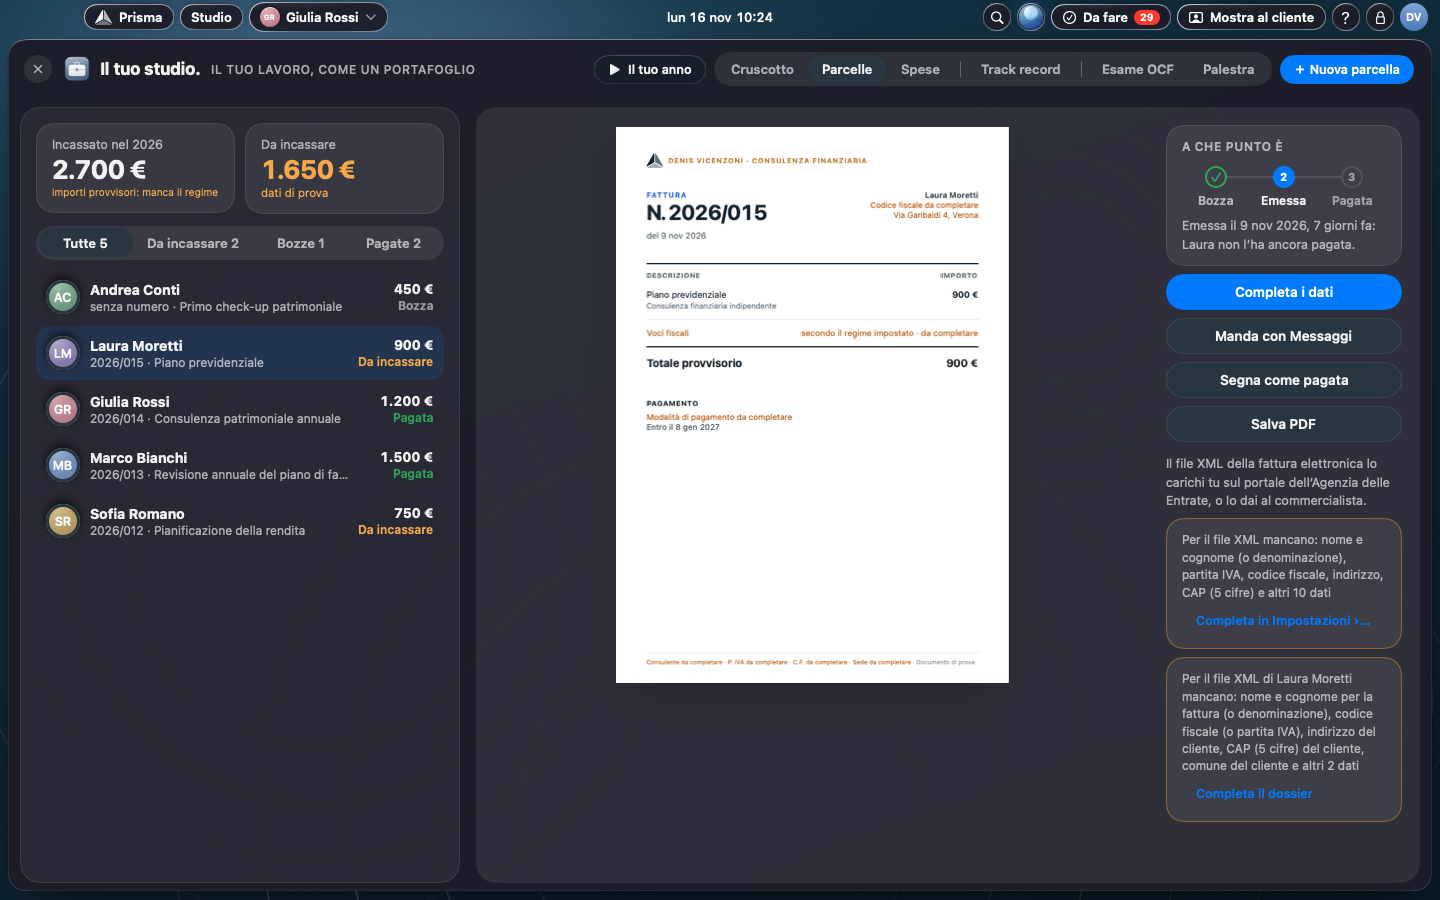 Prisma
Studio
GR Giulia Rossi
lun 16 nov 10:24
Da fare 29
Mostra al cliente
?
DV
Il tuo studio. IL TUO LAVORO, COME UN PORTAFOGLIO
Il tuo anno
Cruscotto
Parcelle
Spese
Track record
Esame OCF
Palestra
+ Nuova parcella
Incassato nel 2026
2.700 €
Importi provvisori: manca il regime
Da incassare
1.650 €
dati di prova
Tutte 5
Da incassare 2
Bozze 1
Pagate 2
AC
Andrea Conti 450 €
senza numero · Primo check-up patrimoniale Bozza
LM
Laura Moretti 900 €
2026/015 · Piano previdenziale Da incassare
GR
Giulia Rossi 1.200 €
2026/014 · Consulenza patrimoniale annuale Pagata
MB
Marco Bianchi 1.500 €
2026/013 · Revisione annuale del piano di fa... Pagata
SR
Sofia Romano 750 €
2026/012 · Pianificazione della rendita Da incassare
DENIS VICENZONI · CONSULENZA FINANZIARIA
FATTURA
N. 2026/015
del 9 nov 2026
Laura Moretti
Codice fiscale da completare
Via Garibaldi 4, Verona
DESCRIZIONE IMPORTO
Piano previdenziale 900 €
Consulenza finanziaria indipendente
Voci fiscali secondo il regime impostato · da completare
Totale provvisorio 900 €
PAGAMENTO
Modalità di pagamento da completare
Entro il 8 gen 2027
Consulente da completare · P. IVA da completare · C.F. da completare · Sede da completare · Documento di prova.
A CHE PUNTO È
2
3
Bozza
Emessa
Pagata
Emessa il 9 nov 2026, 7 giorni fa:
Laura non l'ha ancora pagata.
Completa i dati
Manda con Messaggi
Segna come pagata
Salva PDF
Il file XML della fattura elettronica lo
carichi tu sul portale dell'Agenzia delle
Entrate, o lo dai al commercialista.
Per il file XML mancano: nome e
cognome (o denominazione),
partita IVA, codice fiscale, indirizzo,
CAP (5 cifre) e altri 10 dati
Completa in Impostazioni ›...
Per il file XML di Laura Moretti
mancano: nome e cognome per la
fattura (o denominazione), codice
fiscale (o partita IVA), indirizzo del
cliente, CAP (5 cifre) del cliente,
comune del cliente e altri 2 dati
Completa il dossier